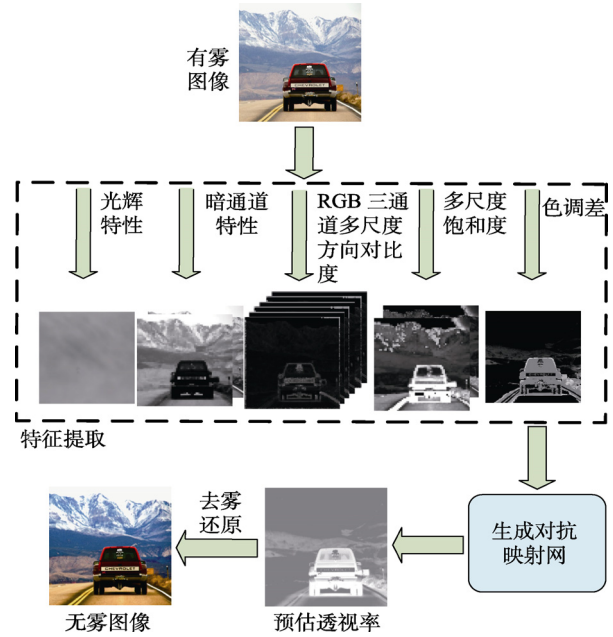 有雾
图像
光辉
特性
暗通道
特性
RGB 三通
道多尺度
方向对比
度
多尺度
饱和度
色调差
特征提取
去雾
还原
生成对抗
映射网
无雾图像
预估透视率
CHEVROLET
CHEVROLET